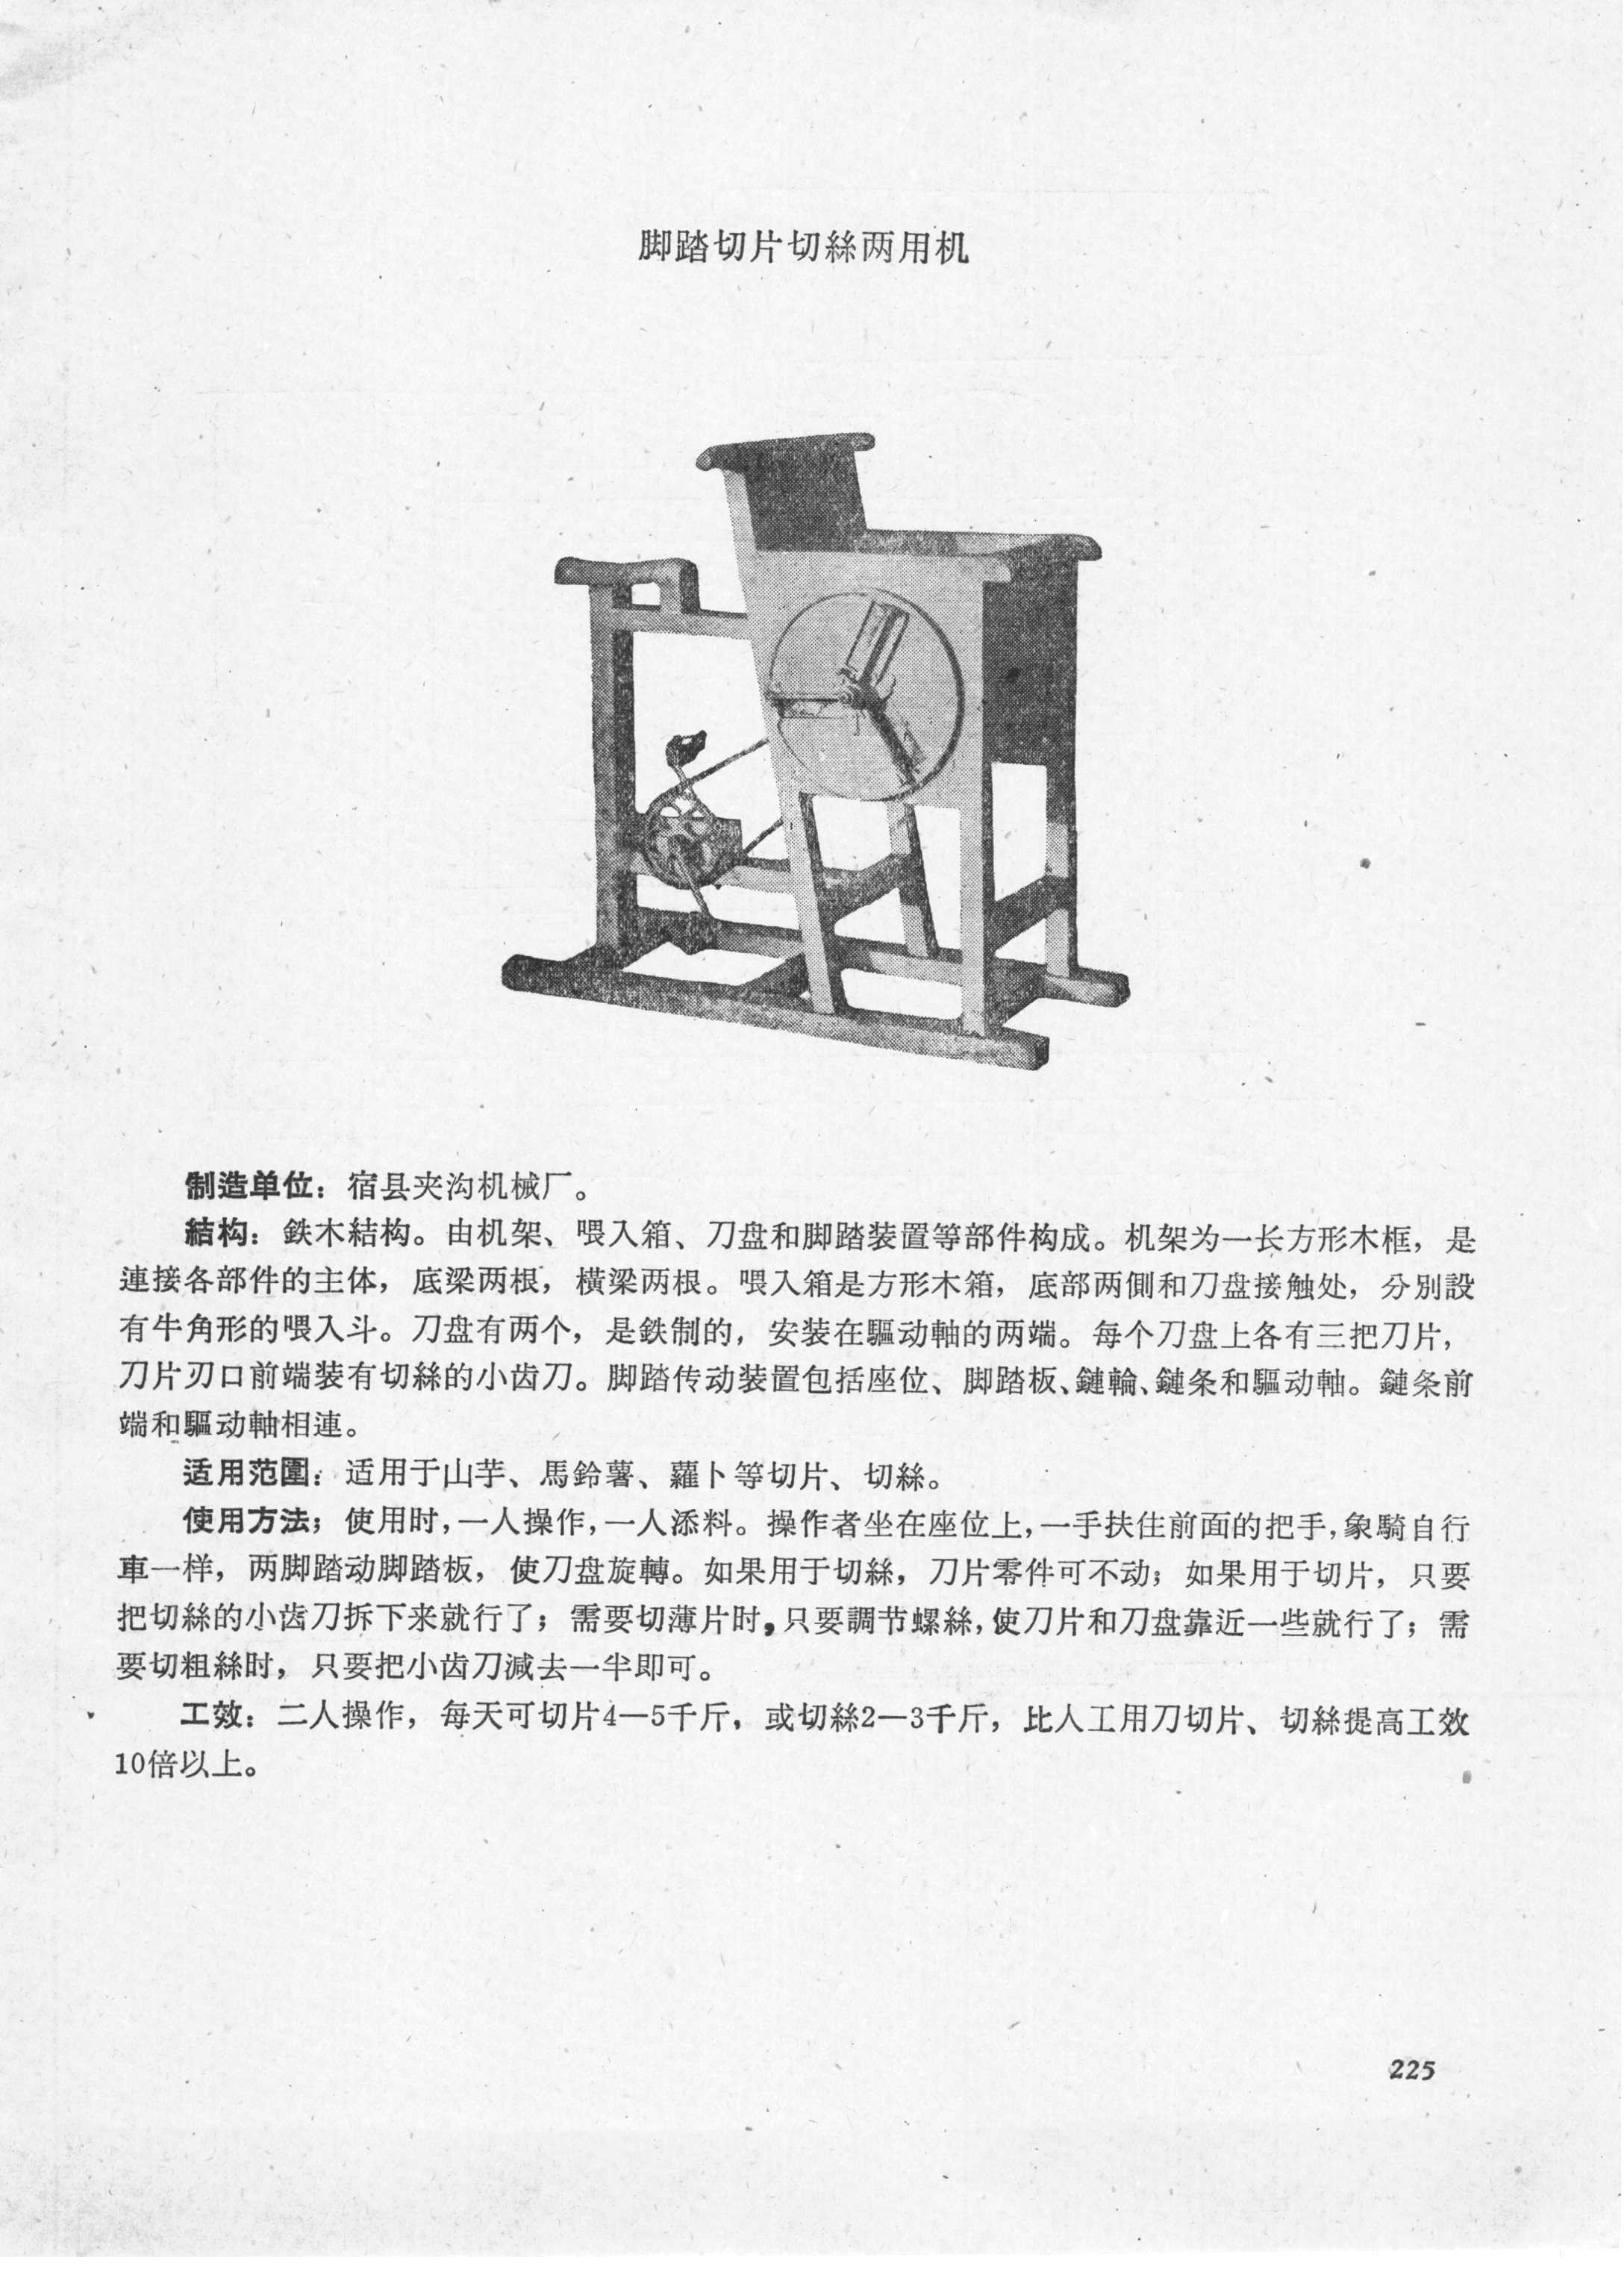 脚踏切片切絲两用机
制造单位：宿县夹沟机械厂。
結构：鉄木結构。由机架、喂入箱、刀盘和脚踏装置等部件构成。机架为一长方形木框，是
連接各部件的主体，底梁两根，橫梁两根。喂入箱是方形木箱，底部两側和刀盘接触处，分别設
有牛角形的喂入斗。刀盘有两个，是鉄制的，安装在驅动軸的两端。每个刀盘上各有三把刀片，
刀片刃口前端装有切絲的小齿刀。脚踏传动装置包括座位、脚踏板、鏈輪、鏈条和驅动軸。鏈条前
端和驅动軸相連。
适用范圍：适用于山芋、馬鈴薯、蘿卜等切片、切絲。
使用方法；使用时，一人操作，一人添料。操作者坐在座位上，一手扶住前面的把手，象騎自行
車一样，两脚踏动脚踏板，使刀盘旋轉。如果用于切絲，刀片零件可不动；如果用于切片，只要
把切絲的小齿刀拆下来就行了；需要切薄片时，只要調节螺絲，使刀片和刀盘靠近一些就行了；需
要切粗絲时，只要把小齿刀減去一半即可。
工效：二人操作，每天可切片4—5千斤，或切絲2—3千斤，比人工用刀切片、切絲提高工效
10倍以上。
225